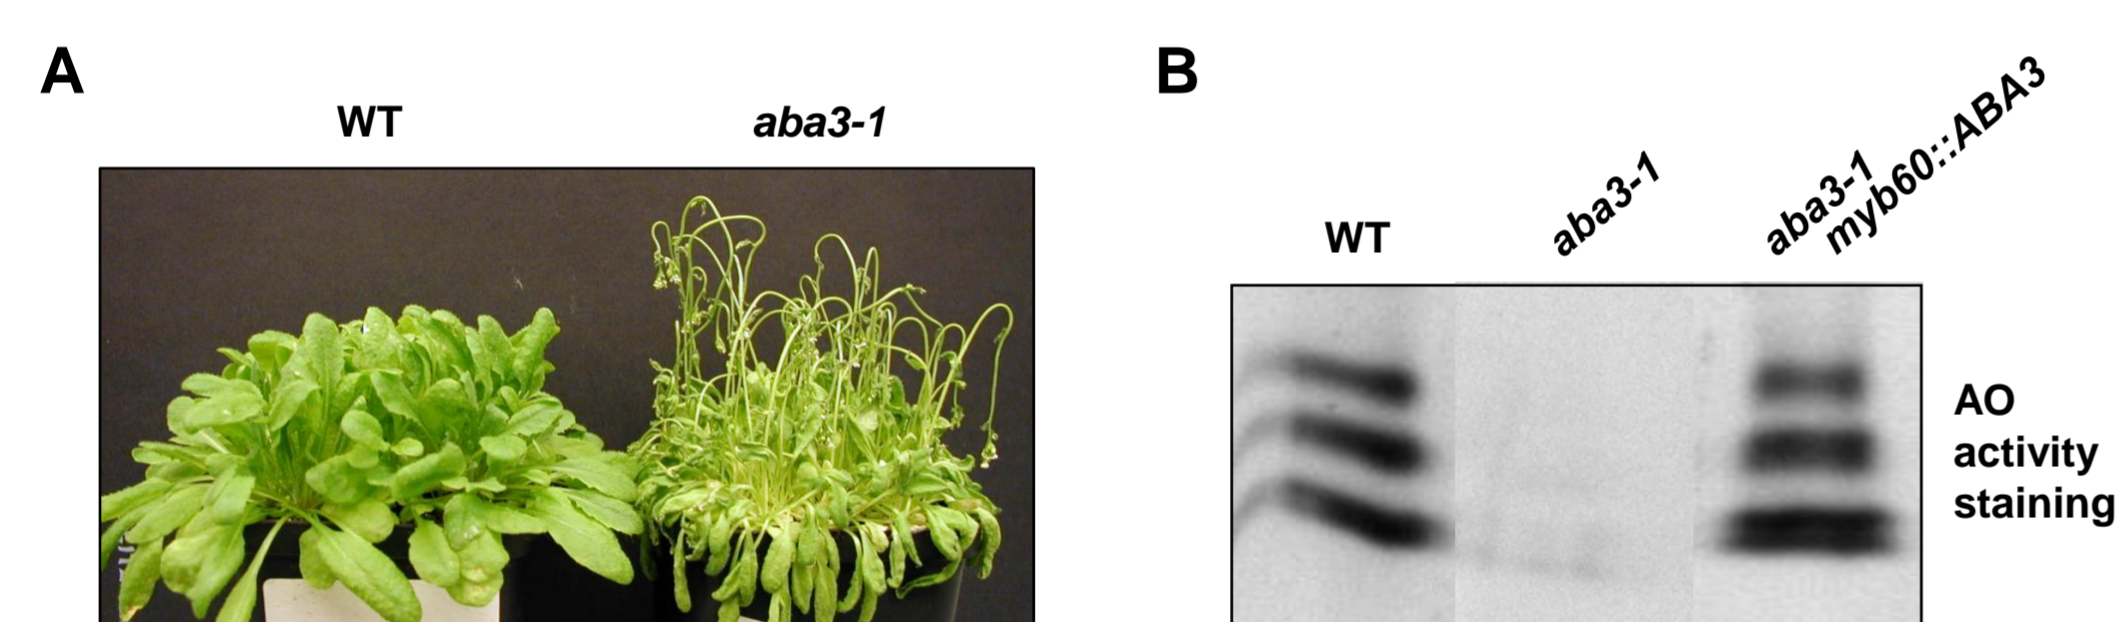 A
WT
aba3-1
B
WT
aba3-1
aba3-1
myb60::ABA3
AO
activity
staining